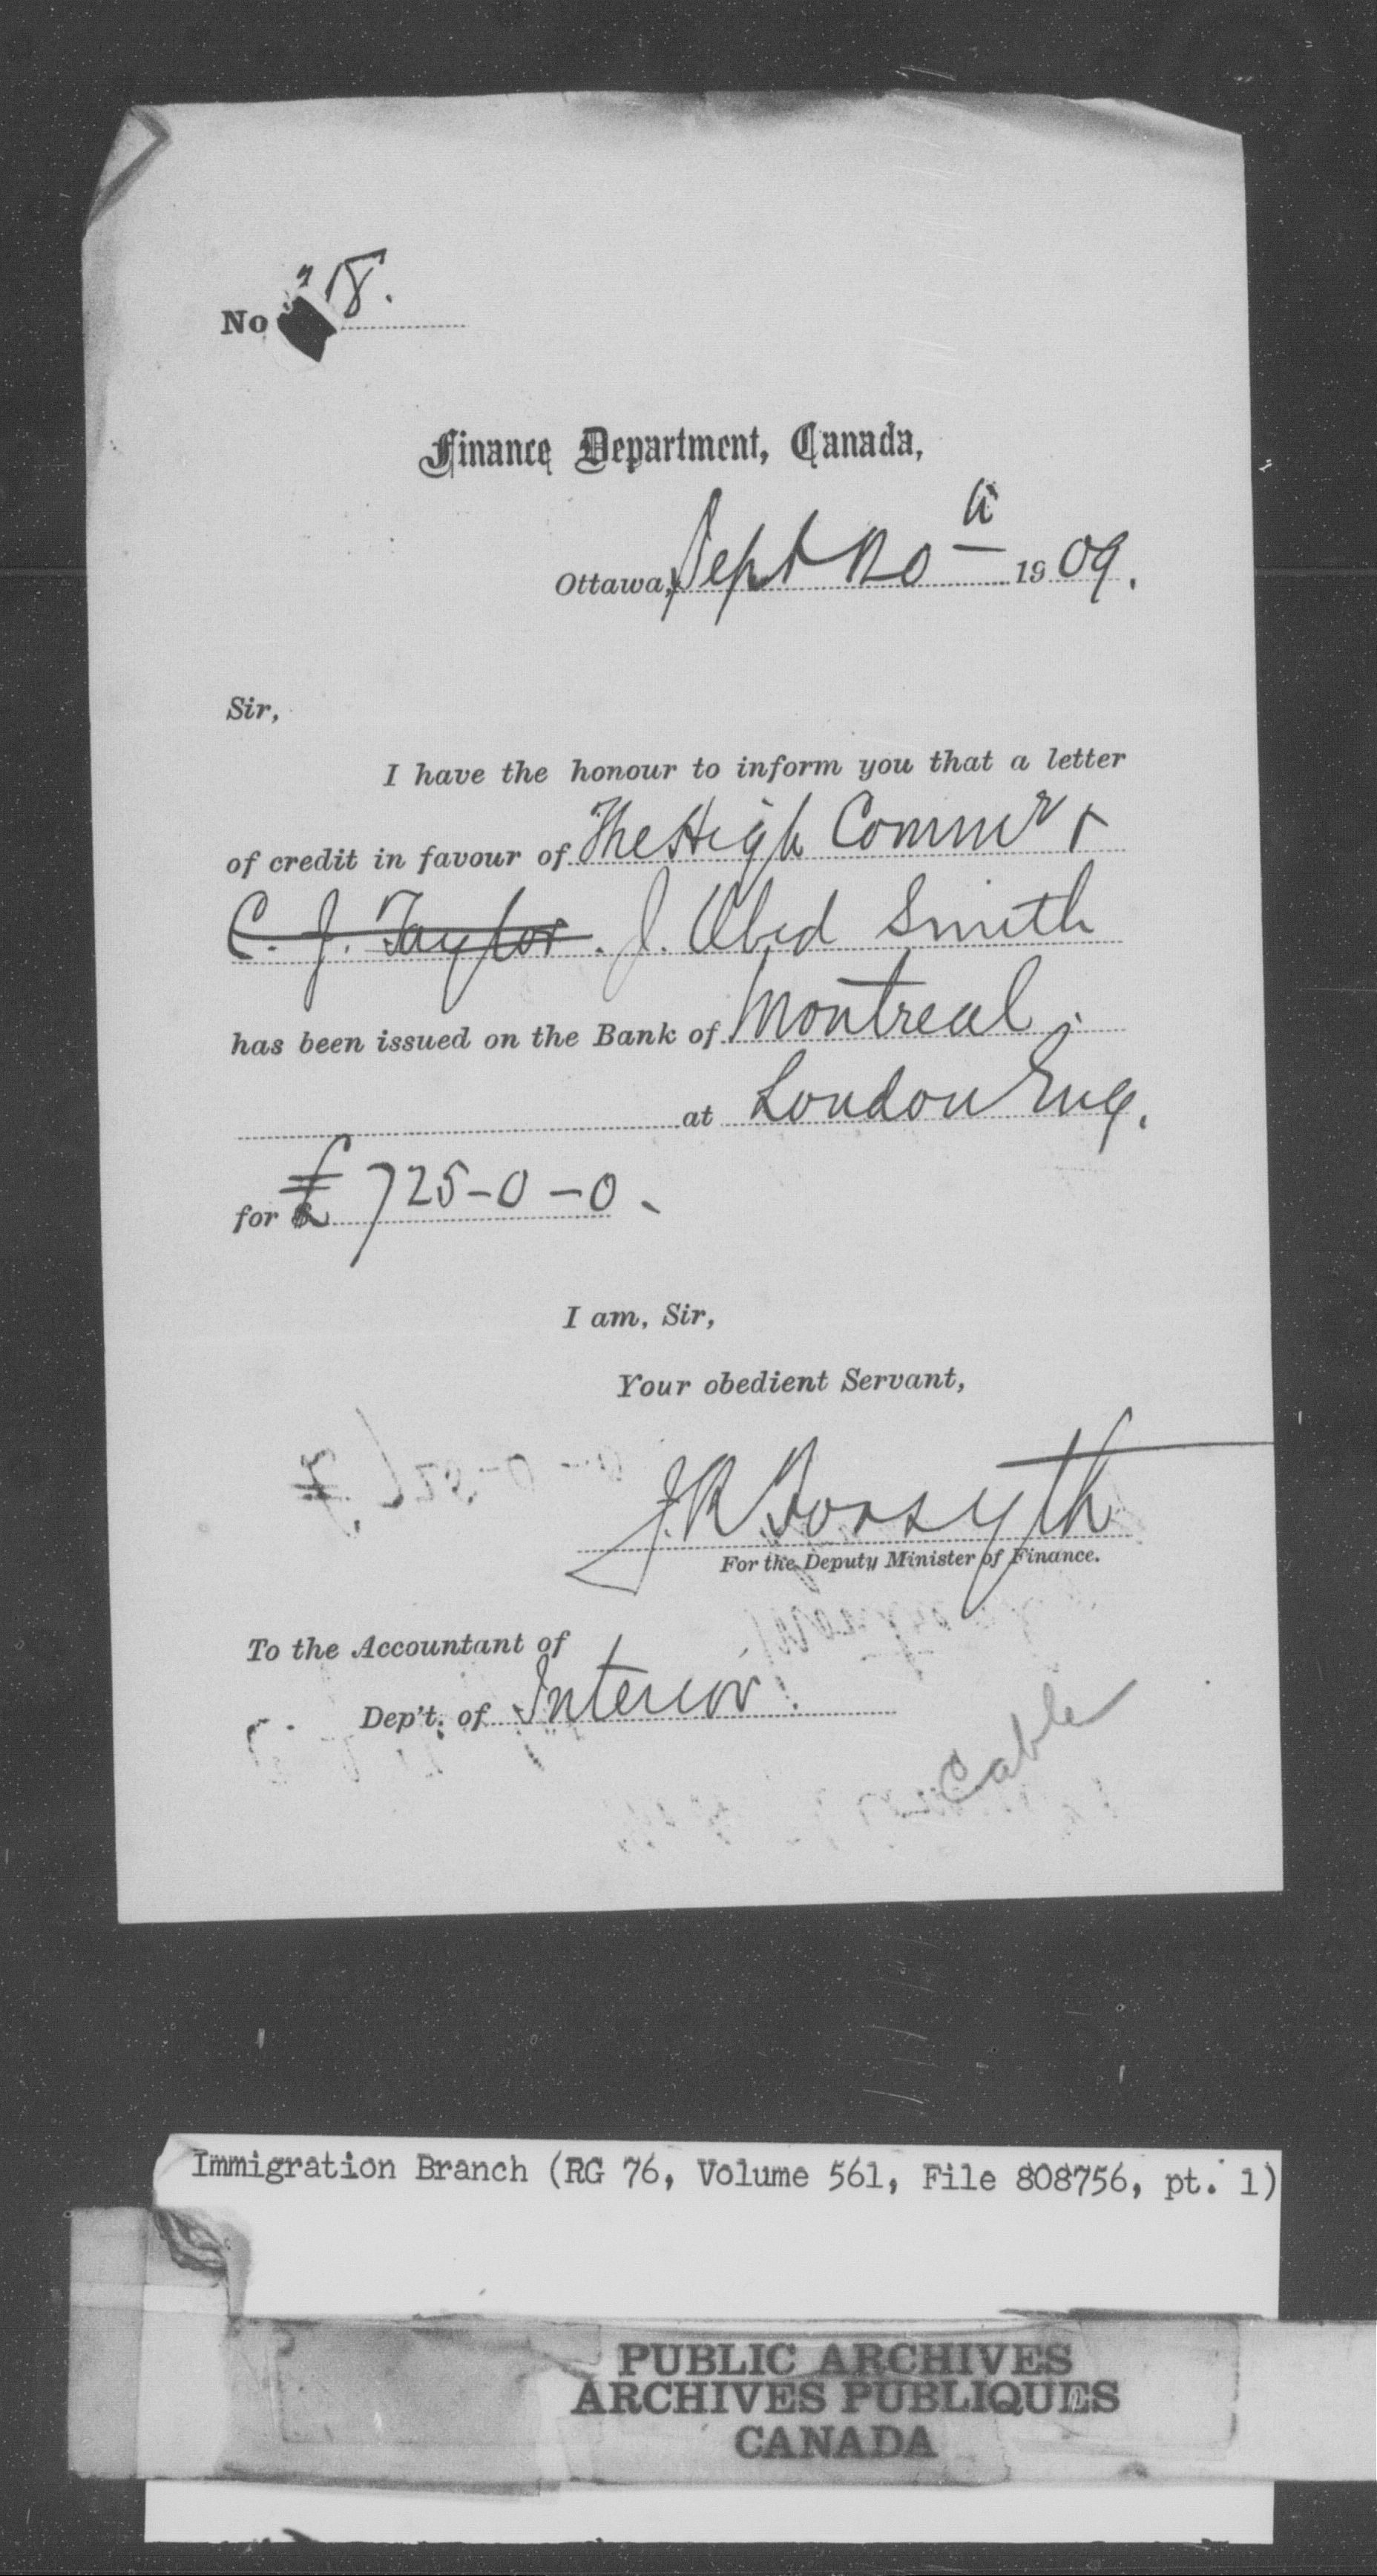 No 18.
Finance Department, Canada,
Ottawa, Sept 20th 1909.
Sir,
I have the honour to inform you that a letter
of credit in favour of The High Commr &
C. J. Taylor. J. Obed Smith
has been issued on the Bank of Montreal.
at London Eng.
for £ 725-0-0.
I am, Sir,
Your obedient Servant,
J.R. Forsyth
For the Deputy Minister of Finance.
To the Accountant of
Dep't. of Interior.
Cable
Immigration Branch (RG 76, Volume 561, File 808756, pt. 1)
PUBLIC ARCHIVES
ARCHIVES PUBLIQUES
CANADA